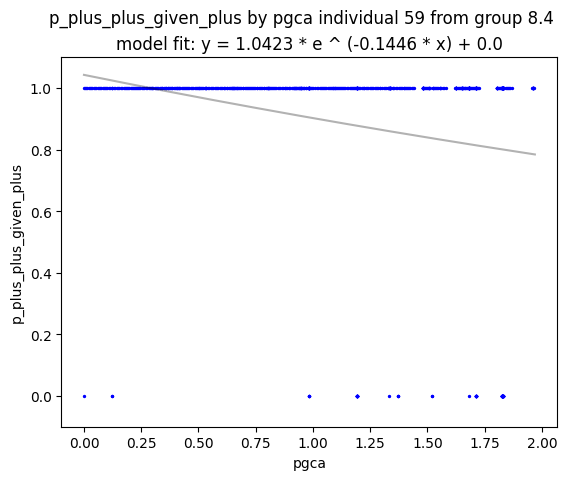 p_plus_plus_given_plus by pgca individual 59 from group 8.4
model fit: y = 1.0423 * e ^ (-0.1446 * x) + 0.0
1.0
0.8
0.6
0.4
0.2
0.0
p_plus_plus_given_plus
0.00 0.25 0.50 0.75 1.00 1.25 1.50 1.75 2.00
pgca